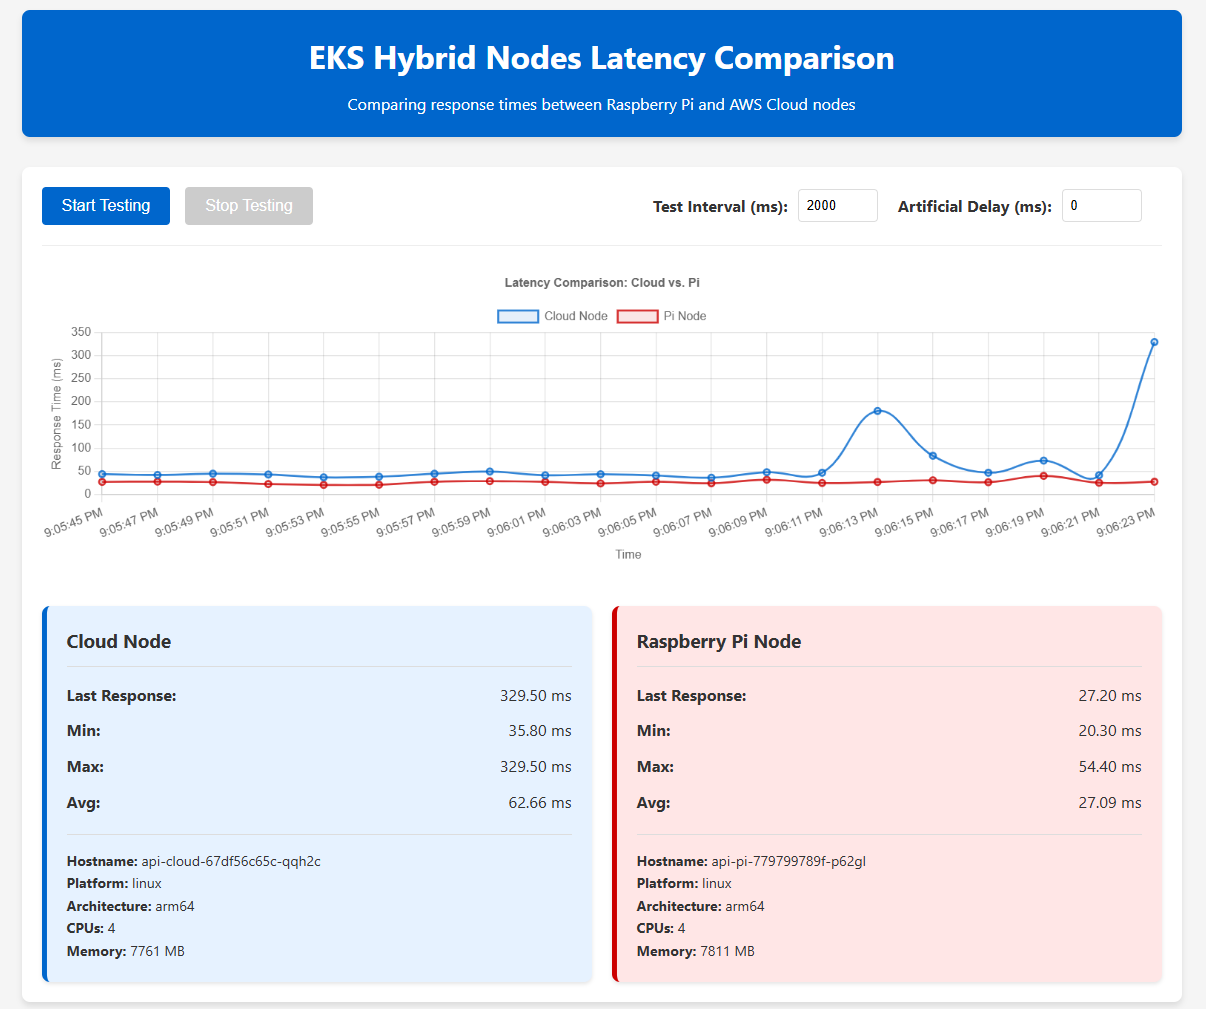 EKS Hybrid Nodes Latency Comparison
Comparing response times between Raspberry Pi and AWS Cloud nodes
Start Testing Stop Testing Test Interval (ms): 2000 Artificial Delay (ms): 0
Latency Comparison: Cloud vs. Pi
Cloud Node Pi Node
350
300
250
200
150
100
50
0
Response Time (ms)
9:05:45 PM 9:05:47 PM 9:05:49 PM 9:05:51 PM 9:05:53 PM 9:05:55 PM 9:05:57 PM 9:05:59 PM 9:06:01 PM 9:06:03 PM 9:06:05 PM 9:06:07 PM 9:06:09 PM 9:06:11 PM 9:06:13 PM 9:06:15 PM 9:06:17 PM 9:06:19 PM 9:06:21 PM 9:06:23 PM
Time
Cloud Node
Last Response: 329.50 ms
Min: 35.80 ms
Max: 329.50 ms
Avg: 62.66 ms
Hostname: api-cloud-67df56c65c-qqh2c
Platform: linux
Architecture: arm64
CPUs: 4
Memory: 7761 MB
Raspberry Pi Node
Last Response: 27.20 ms
Min: 20.30 ms
Max: 54.40 ms
Avg: 27.09 ms
Hostname: api-pi-779799789f-p62gl
Platform: linux
Architecture: arm64
CPUs: 4
Memory: 7811 MB